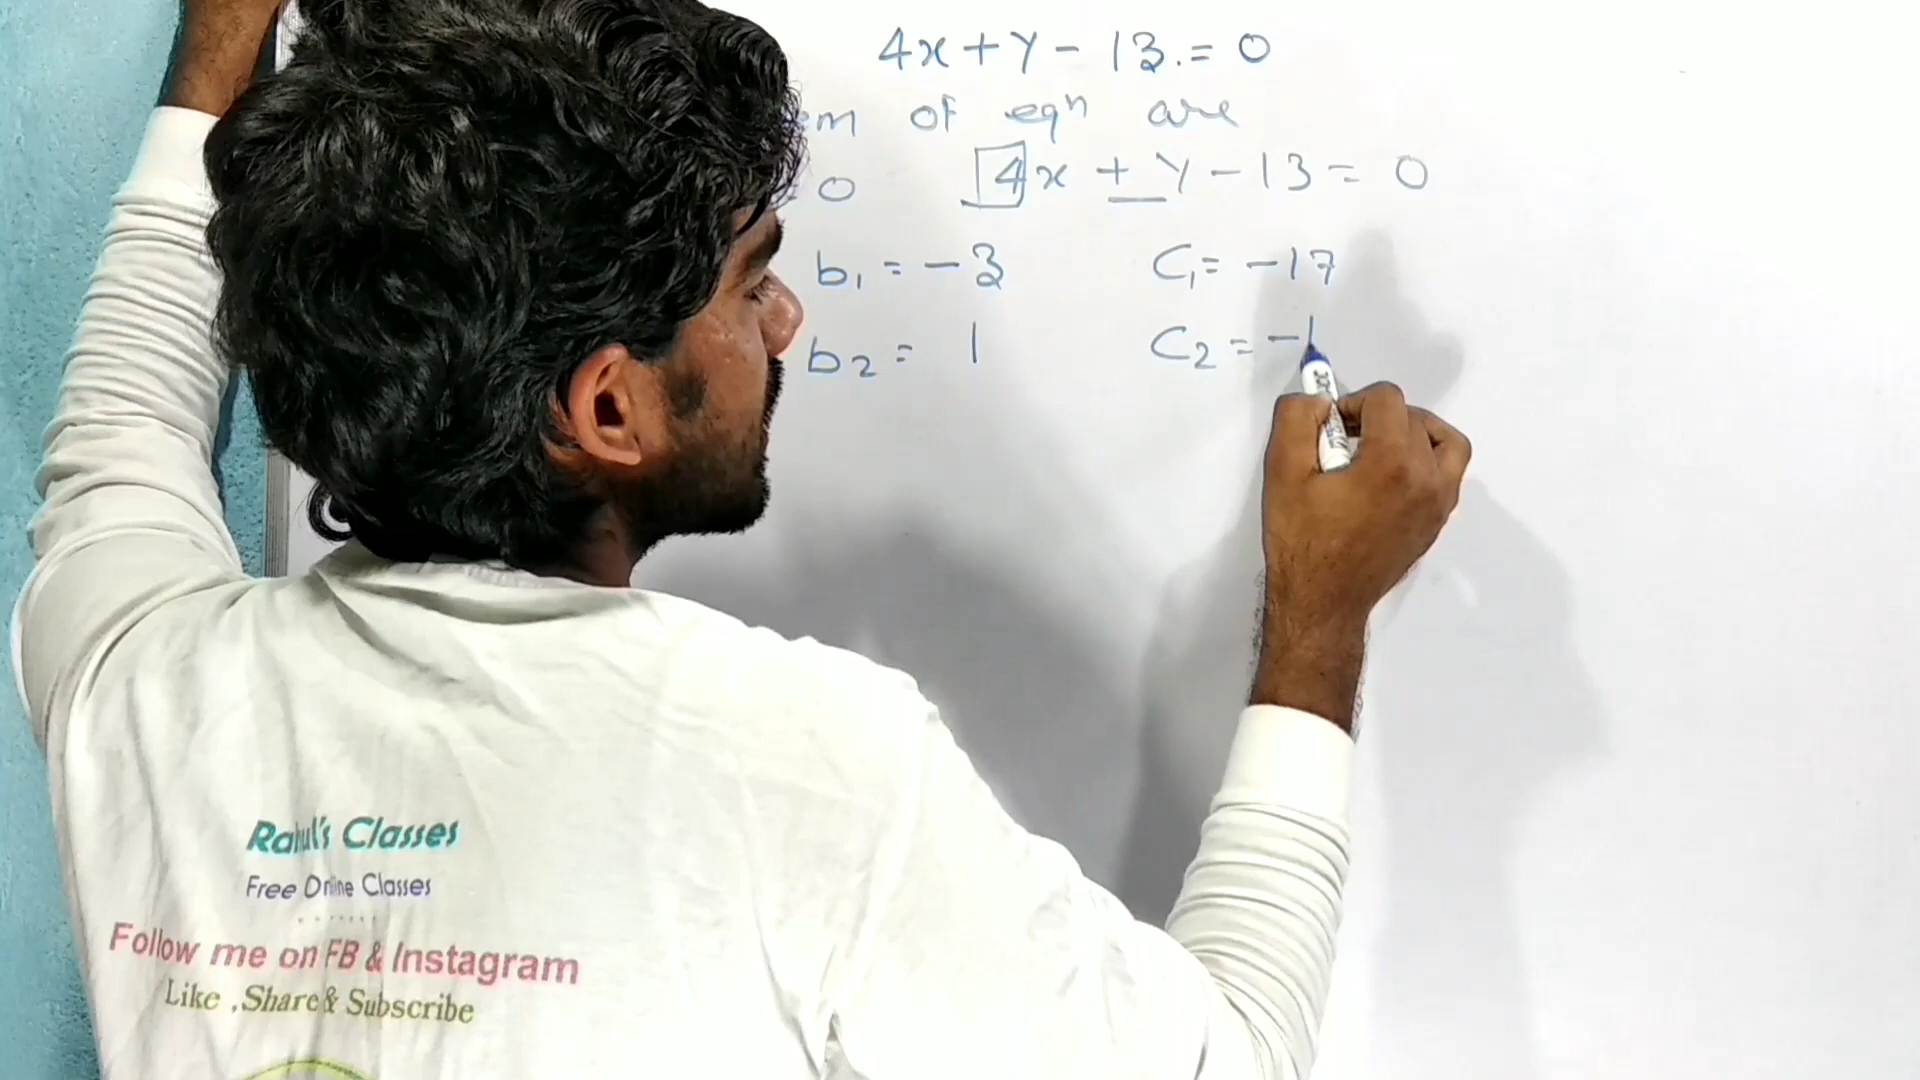 4x + y - 13 = 0
of eqn are
0 4x + y - 13 = 0
b₁ = -3 C₁ = -17
b₂ = 1 C₂ = -1
Rahul's Classes
Free Online Classes
Follow me on FB & Instagram
Like ,Share & Subscribe